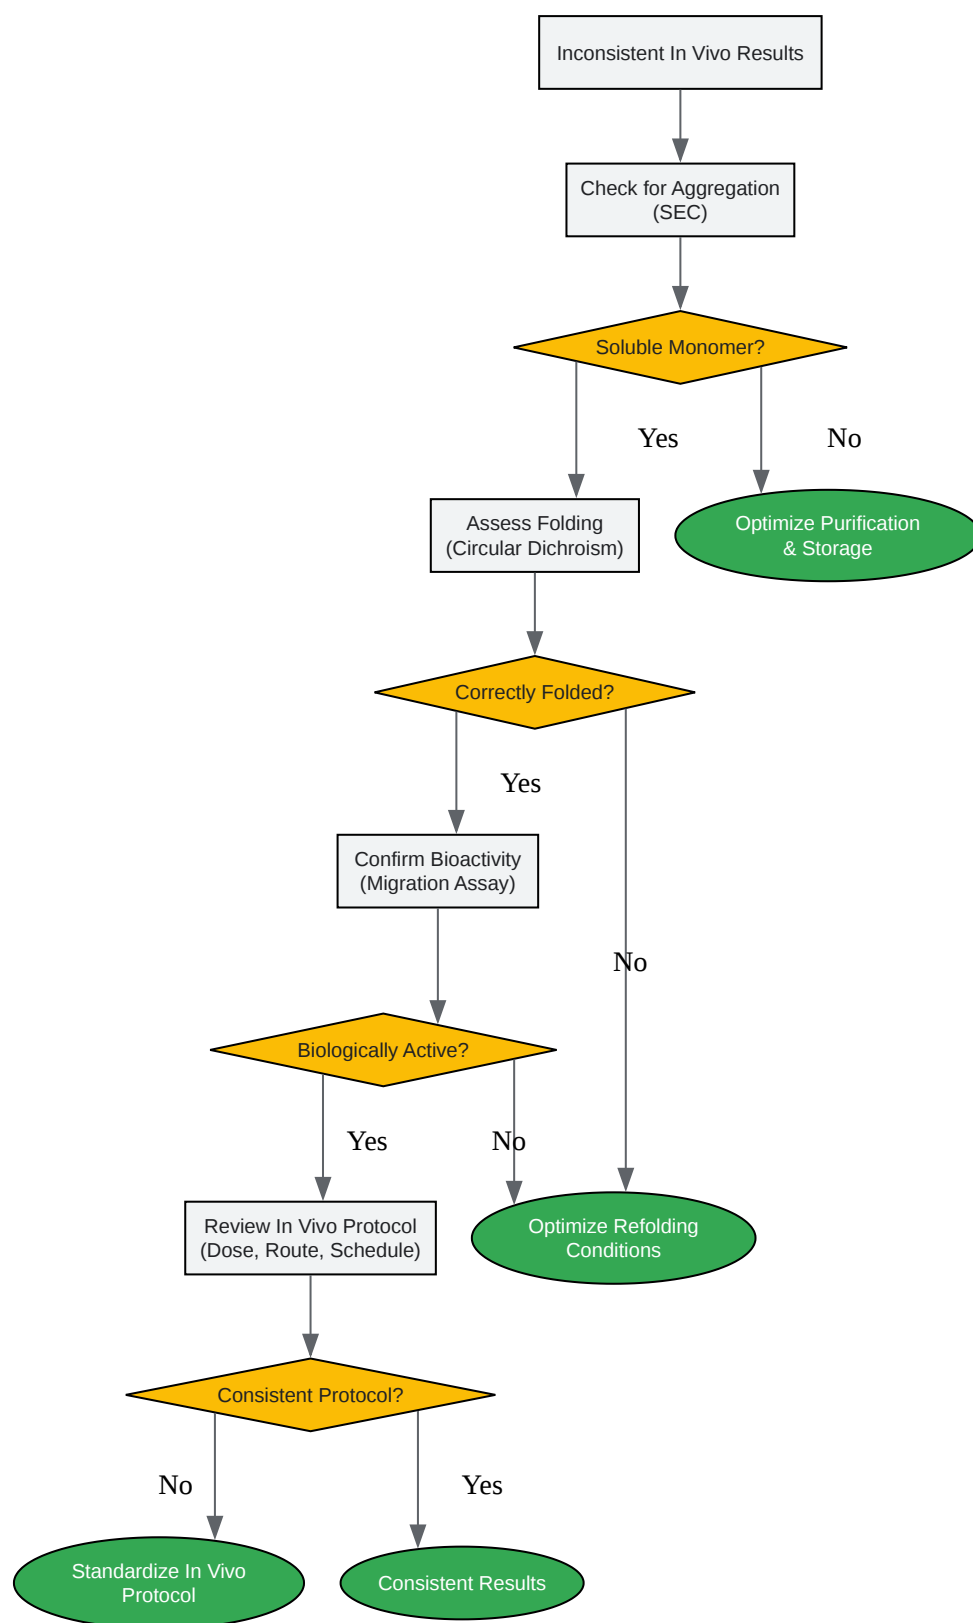 Inconsistent In Vivo Results
Check for Aggregation
(SEC)
Soluble Monomer?
Yes
No
Assess Folding
(Circular Dichroism)
Optimize Purification
& Storage
Correctly Folded?
Yes
Confirm Bioactivity
(Migration Assay)
No
Biologically Active?
Yes
No
Review In Vivo Protocol
(Dose, Route, Schedule)
Optimize Refolding
Conditions
Consistent Protocol?
No
Yes
Standardize In Vivo
Protocol
Consistent Results